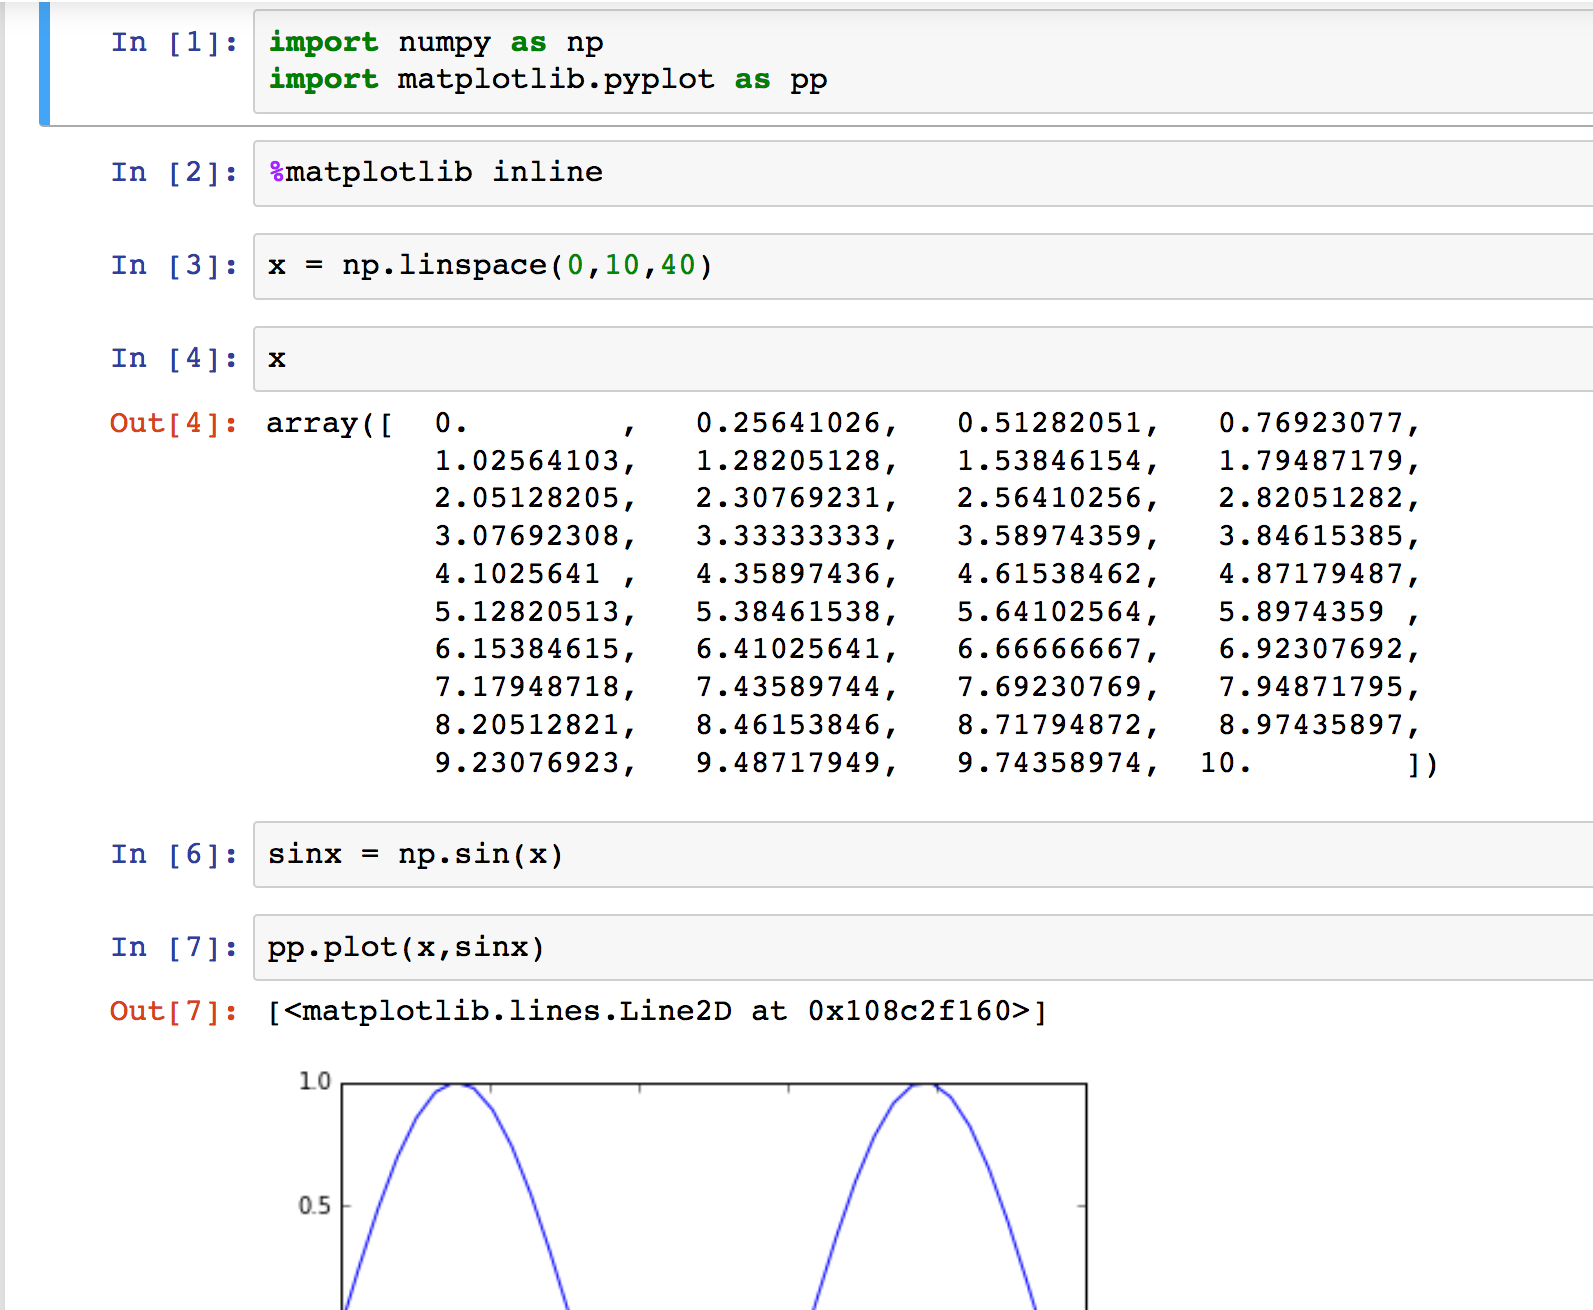 In [1]: import numpy as np
import matplotlib.pyplot as pp
In [2]: %matplotlib inline
In [3]: x = np.linspace(0,10,40)
In [4]: x
Out[4]: array([ 0. , 0.25641026, 0.51282051, 0.76923077,
1.02564103, 1.28205128, 1.53846154, 1.79487179,
2.05128205, 2.30769231, 2.56410256, 2.82051282,
3.07692308, 3.33333333, 3.58974359, 3.84615385,
4.1025641 , 4.35897436, 4.61538462, 4.87179487,
5.12820513, 5.38461538, 5.64102564, 5.8974359 ,
6.15384615, 6.41025641, 6.66666667, 6.92307692,
7.17948718, 7.43589744, 7.69230769, 7.94871795,
8.20512821, 8.46153846, 8.71794872, 8.97435897,
9.23076923, 9.48717949, 9.74358974, 10. ])
In [6]: sinx = np.sin(x)
In [7]: pp.plot(x,sinx)
Out[7]: [<matplotlib.lines.Line2D at 0x108c2f160>]
1.0
0.5